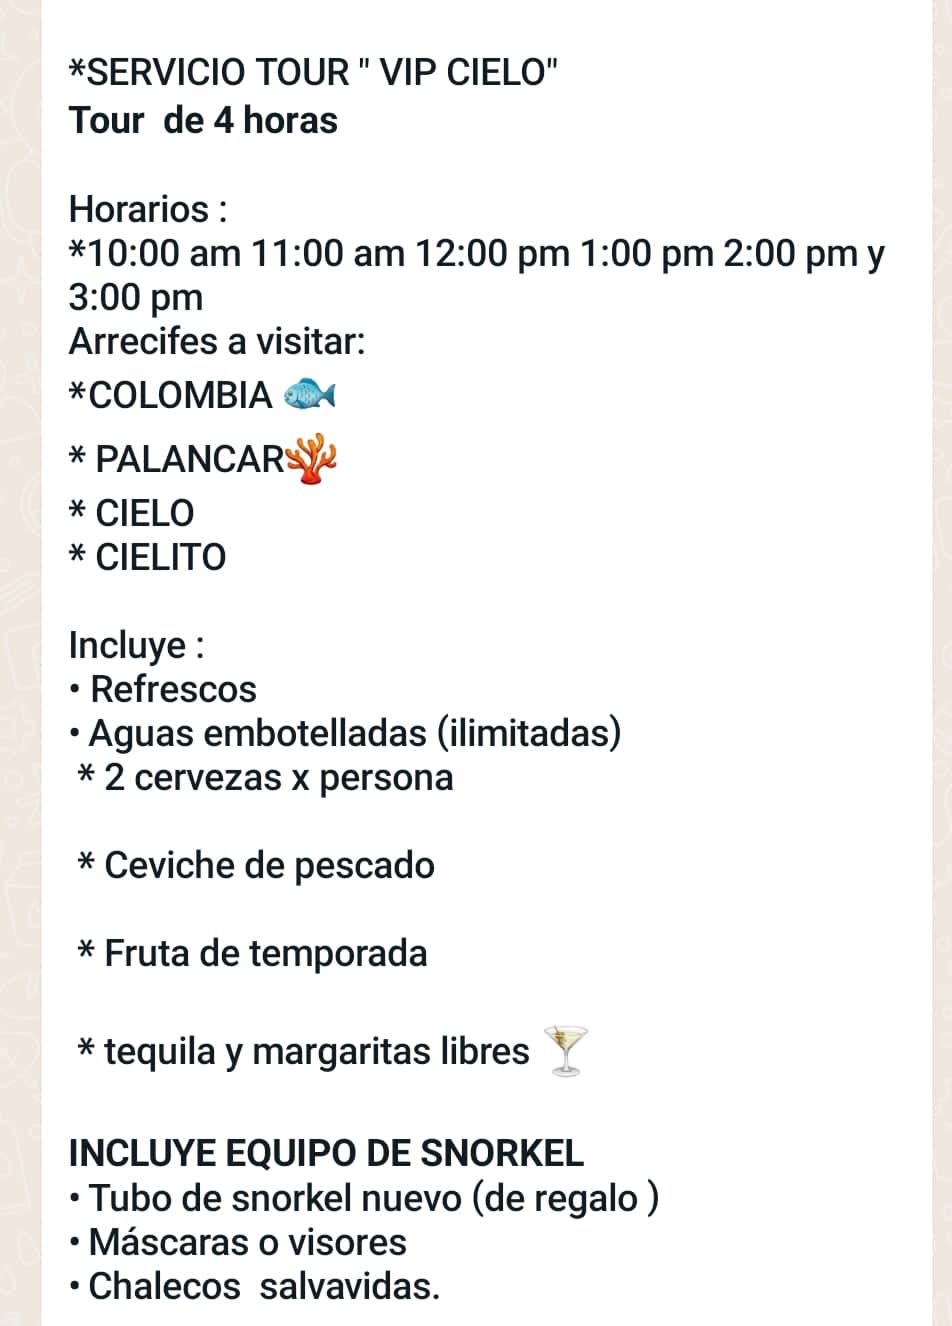 *SERVICIO TOUR " VIP CIELO"
Tour de 4 horas
Horarios :
*10:00 am 11:00 am 12:00 pm 1:00 pm 2:00 pm y
3:00 pm
Arrecifes a visitar:
*COLOMBIA 🐟
* PALANCAR🪸
* CIELO
* CIELITO
Incluye :
• Refrescos
• Aguas embotelladas (ilimitadas)
* 2 cervezas x persona
* Ceviche de pescado
* Fruta de temporada
* tequila y margaritas libres 🍸
INCLUYE EQUIPO DE SNORKEL
• Tubo de snorkel nuevo (de regalo )
• Máscaras o visores
• Chalecos salvavidas.